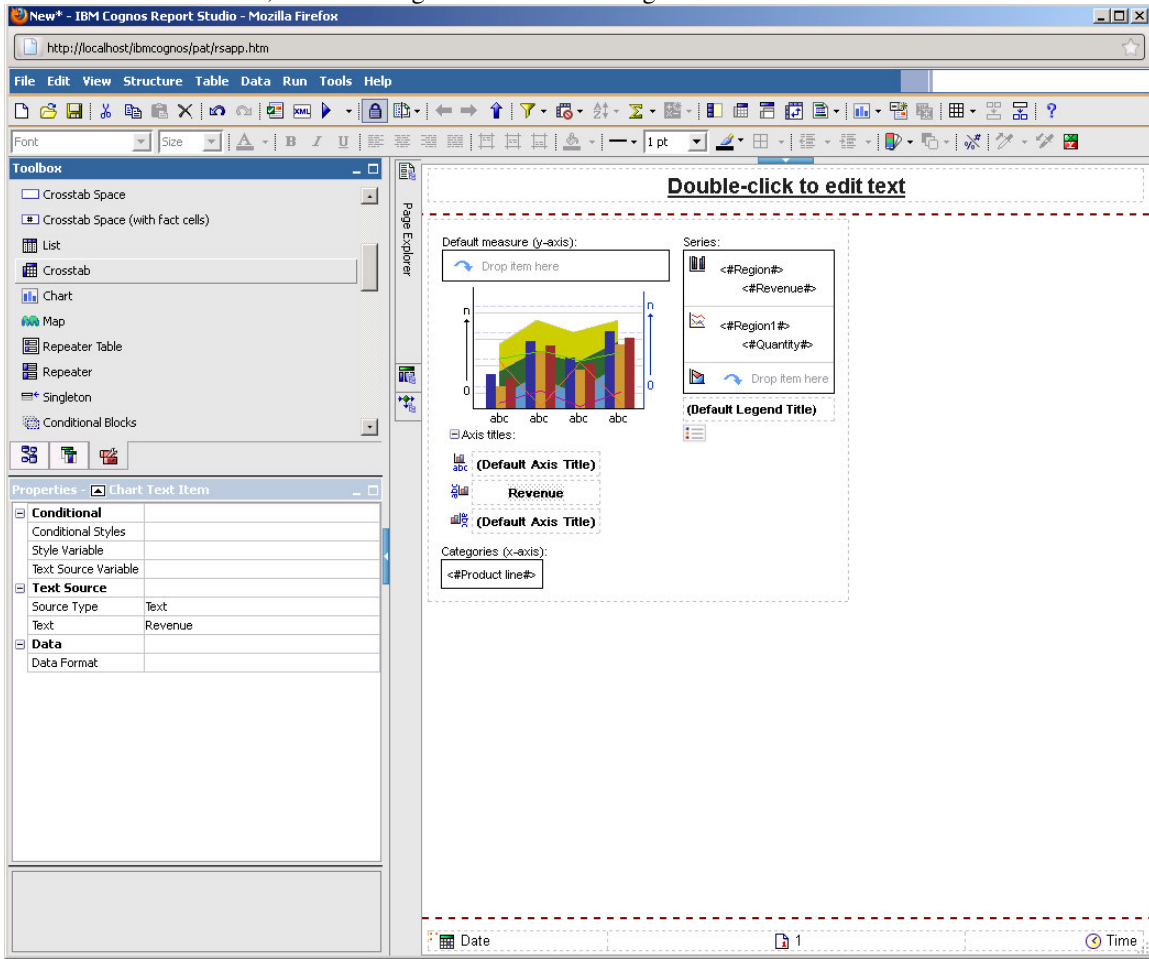 New* - IBM Cognos Report Studio - Mozilla Firefox
http://localhost/ibmcognos/pat/rsapp.htm
File Edit View Structure Table Data Run Tools Help
Font Size A B I U 1 pt
Toolbox
Crosstab Space
Crosstab Space (with fact cells)
List
Crosstab
Chart
Map
Repeater Table
Repeater
Singleton
Conditional Blocks
Properties - Chart Text Item
Conditional
Conditional Styles
Style Variable
Text Source Variable
Text Source
Source Type Text
Text Revenue
Data
Data Format
Page Explorer
Double-click to edit text
Default measure (y-axis):
Drop item here
n
n
0
0
abc abc abc abc
Series:
<#Region#>
<#Revenue#>
<#Region1#>
<#Quantity#>
Drop item here
(Default Legend Title)
Axis titles:
abc (Default Axis Title)
Revenue
(Default Axis Title)
Categories (x-axis):
<#Product line#>
Date 1 Time